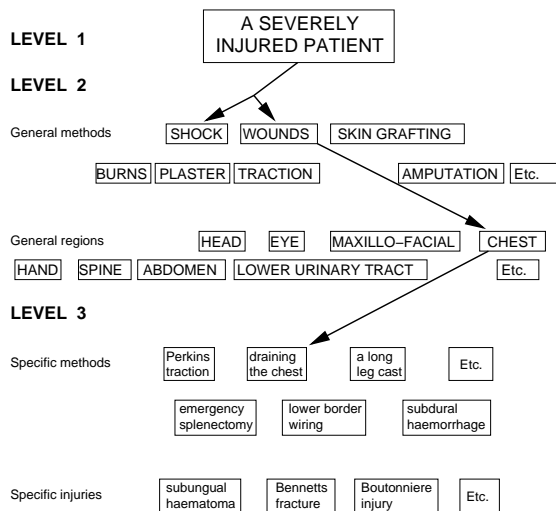 A SEVERELY
INJURED PATIENT
LEVEL 1
LEVEL 2
General methods
SHOCK
WOUNDS
SKIN GRAFTING
BURNS
PLASTER
TRACTION
AMPUTATION
Etc.
General regions
HEAD
EYE
MAXILLO-FACIAL
CHEST
HAND
SPINE
ABDOMEN
LOWER URINARY TRACT
Etc.
LEVEL 3
Specific methods
Perkins
traction
draining
the chest
a long
leg cast
Etc.
emergency
splenectomy
lower border
wiring
subdural
haemorrhage
Specific injuries
subungual
haematoma
Bennetts
fracture
Boutonniere
injury
Etc.